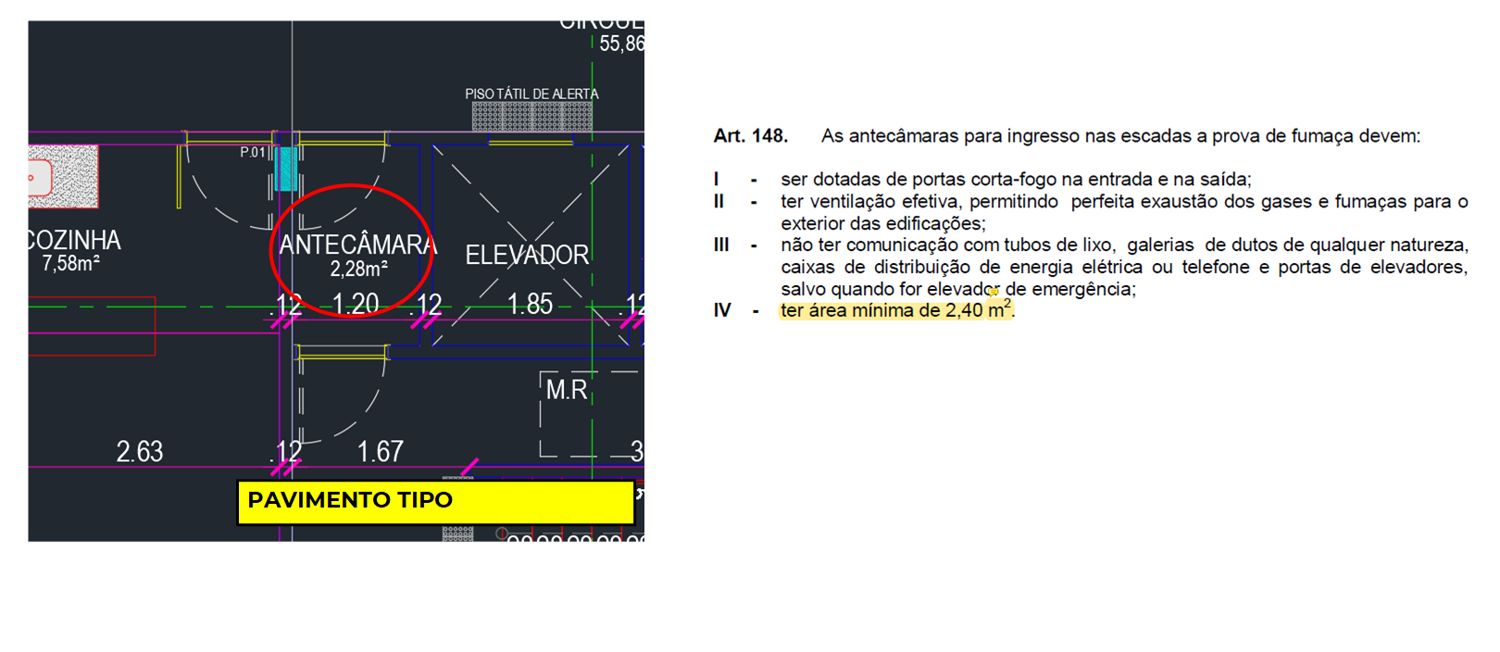 55,86
PISO TÁTIL DE ALERTA
P.01
COZINHA
7,58m²
ANTECÂMARA
2,28m²
ELEVADOR
.12 1.20 .12 1.85 .12
M.R
2.63 .12 1.67 3
PAVIMENTO TIPO
Art. 148. As antecâmaras para ingresso nas escadas a prova de fumaça devem:
I - ser dotadas de portas corta-fogo na entrada e na saída;
II - ter ventilação efetiva, permitindo perfeita exaustão dos gases e fumaças para o
exterior das edificações;
III - não ter comunicação com tubos de lixo, galerias de dutos de qualquer natureza,
caixas de distribuição de energia elétrica ou telefone e portas de elevadores,
salvo quando for elevador de emergência;
IV - ter área mínima de 2,40 m².